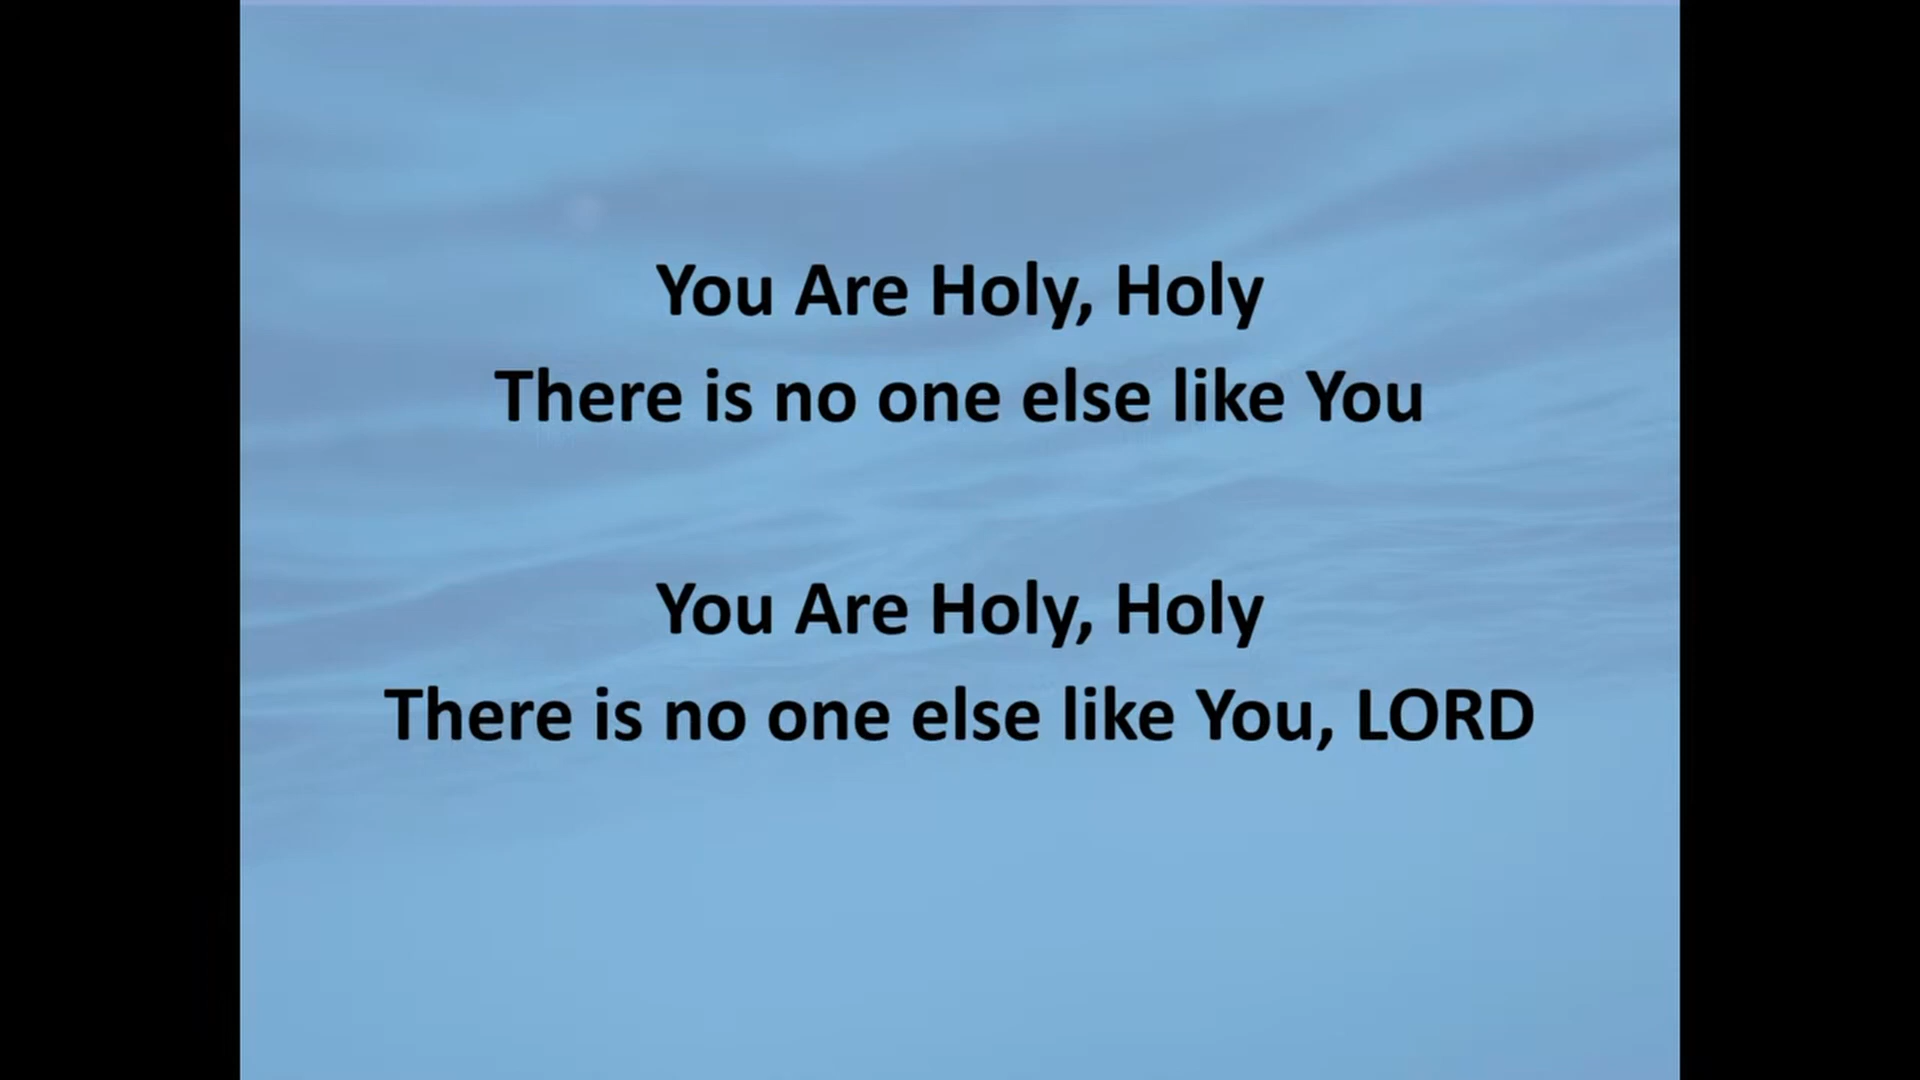 You Are Holy, Holy
There is no one else like You
You Are Holy, Holy
There is no one else like You, LORD